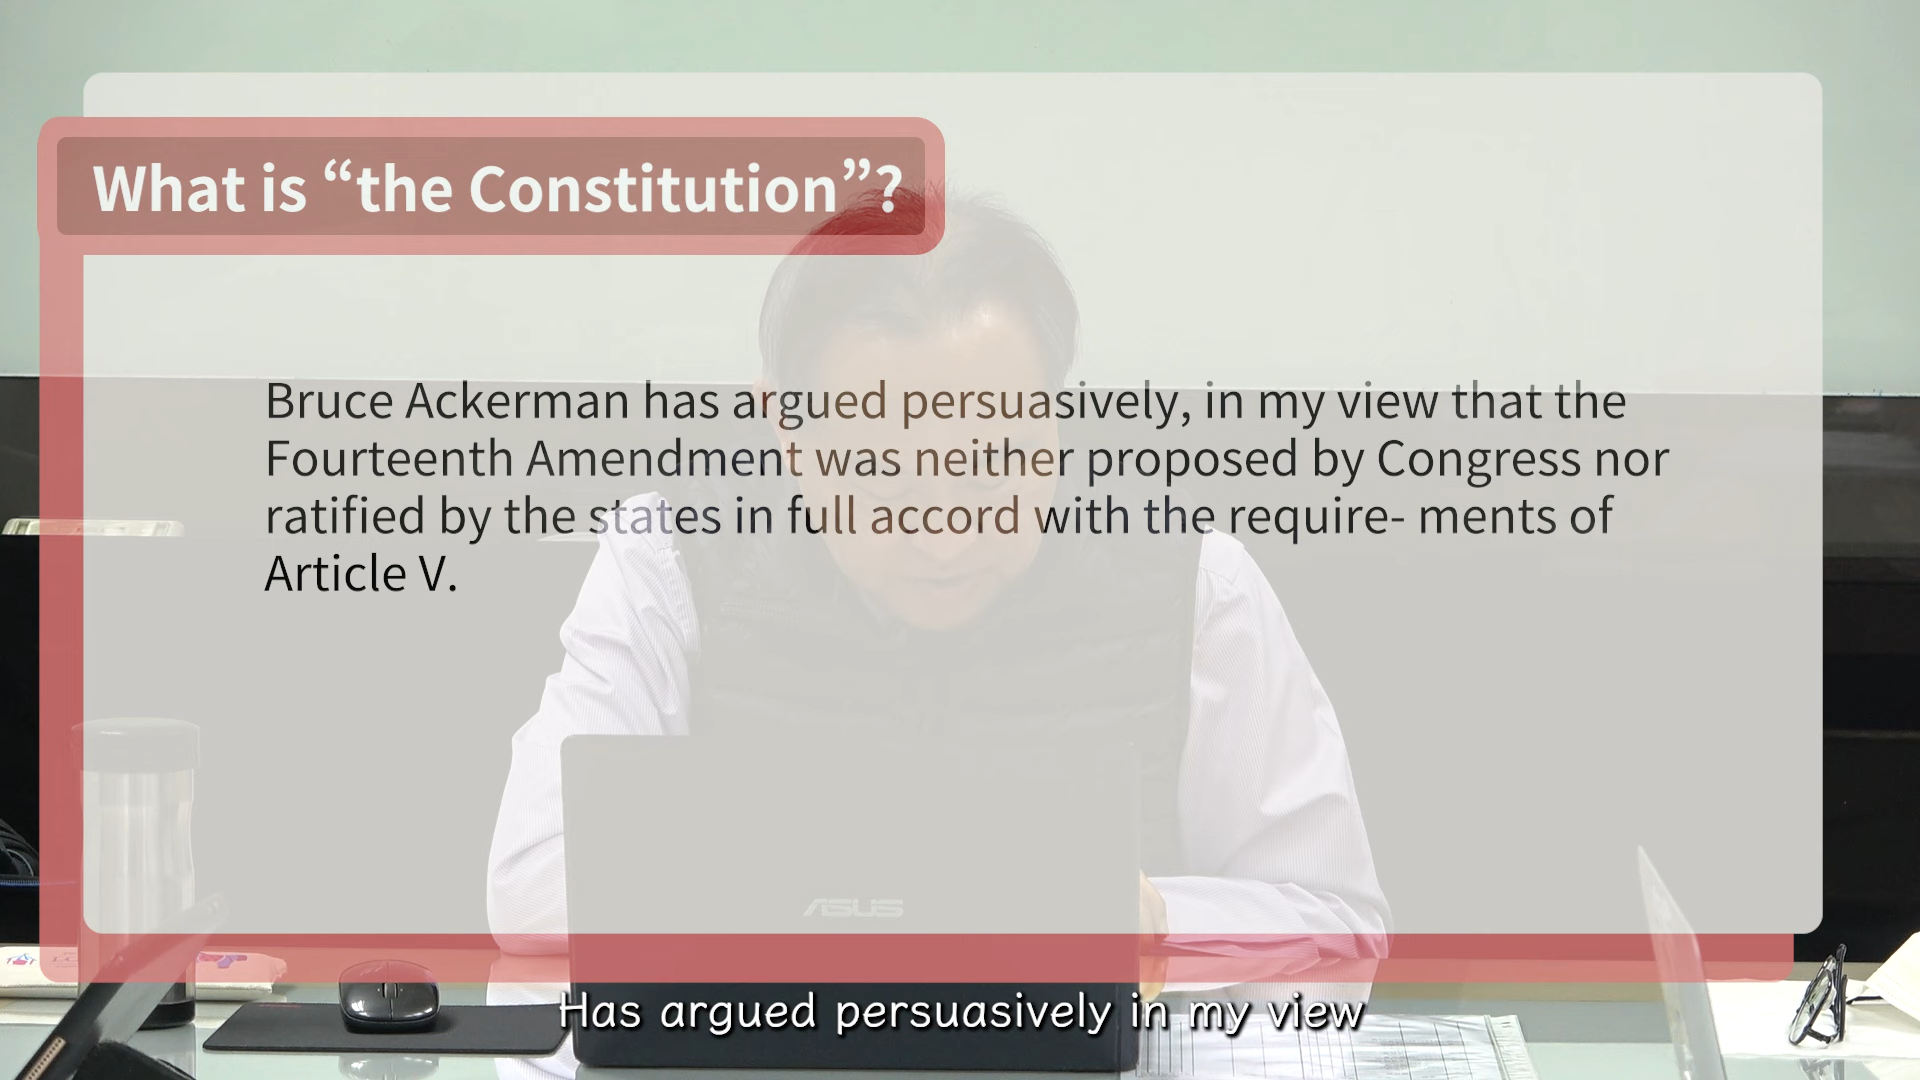 What is “the Constitution”?
Bruce Ackerman has argued persuasively, in my view that the
Fourteenth Amendment was neither proposed by Congress nor
ratified by the states in full accord with the require- ments of
Article V.
ASUS
Has argued persuasively in my view